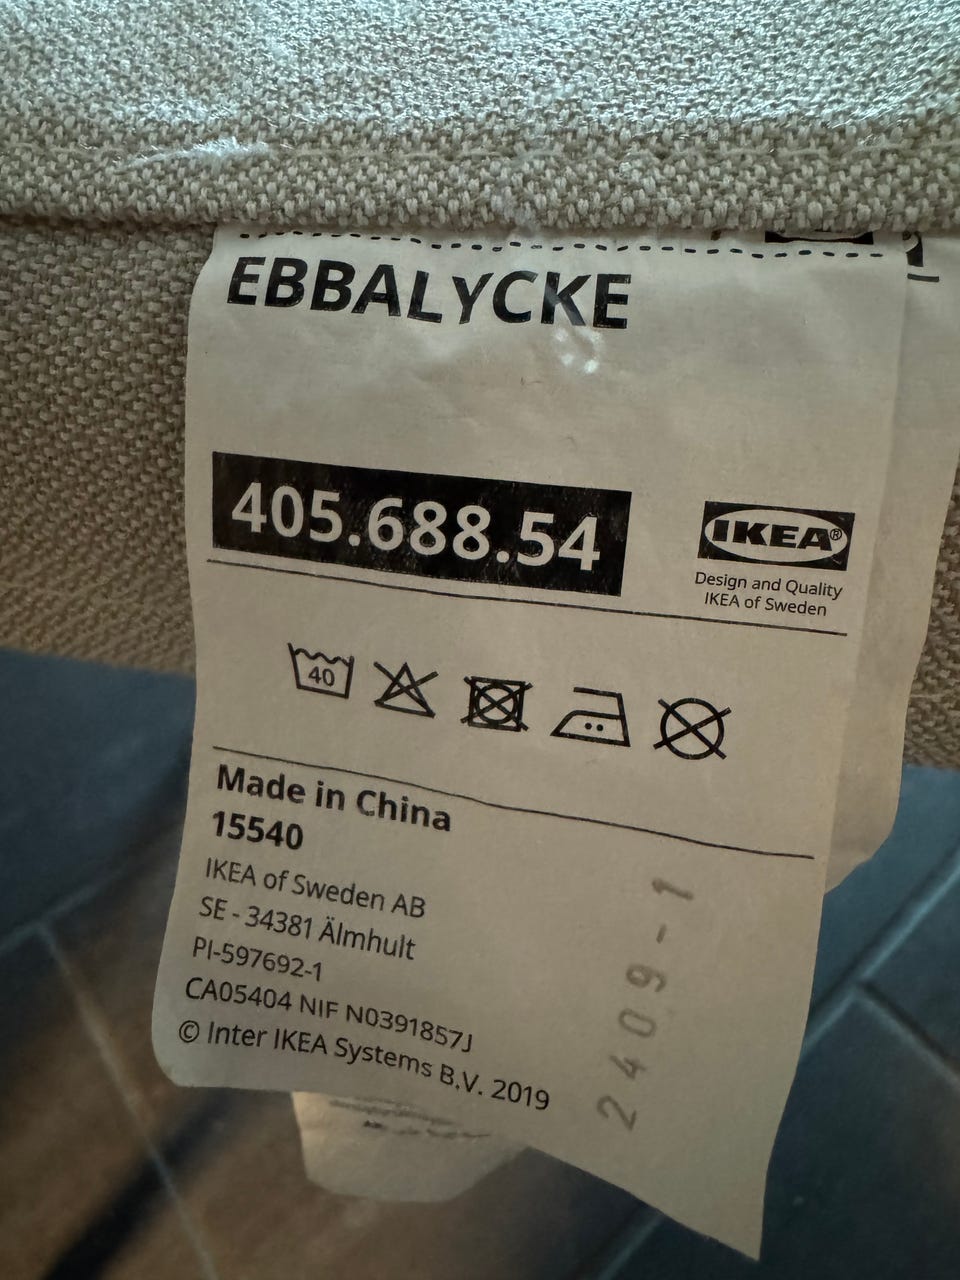 EBBALYCKE
405.688.54
IKEA®
Design and Quality
IKEA of Sweden
40
Made in China
15540
IKEA of Sweden AB
SE - 34381 Älmhult
PI-597692-1
CA05404 NIF N0391857J
© Inter IKEA Systems B.V. 2019
2409-1